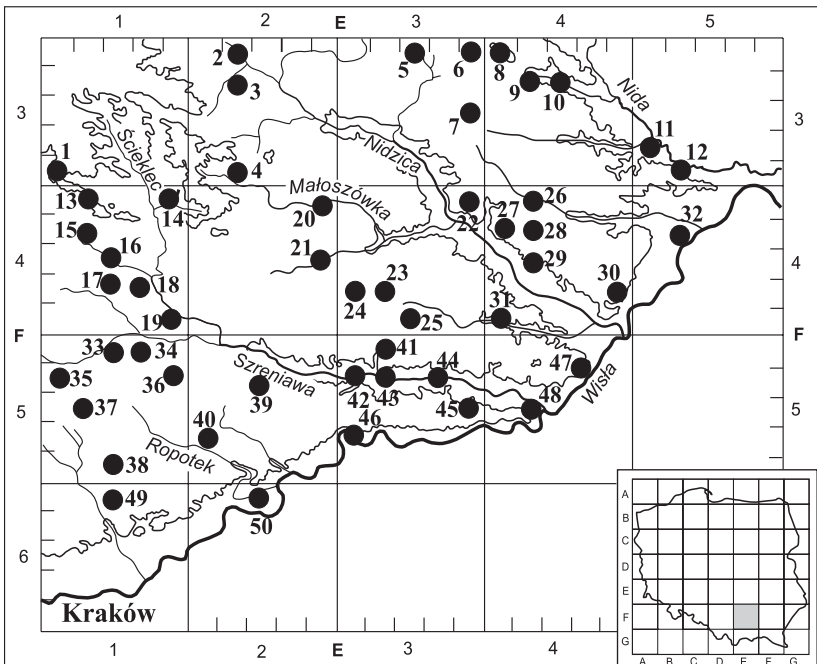 1 2 E 3 4 5
2 5 6 8
3 9 10 Nida
3 7 11 3
Ściekiec Nidzica
1 4 12
13 14 Małoszówka 26
15 20 22 27 28 32
16 21 29
4 17 18 23 30 4
24 31
19 25
F F
33 34 41 47
35 36 Szreniawa 44 Wisła
39 42 43
5 37 45 48 5
40 46
Ropotek
38
49
50
6
Kraków
1 2 E 3 4
A
B
C
D
E
F
G
A B C D E F G